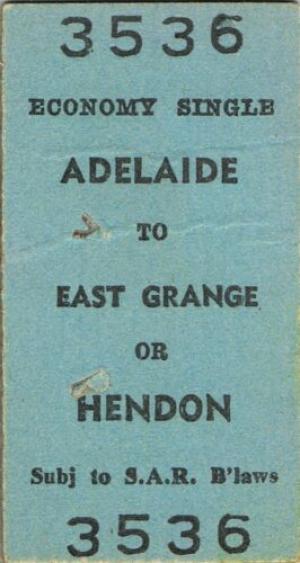 3536
ECONOMY SINGLE
ADELAIDE
TO
EAST GRANGE
OR
HENDON
Subj to S.A.R. B'laws
3536